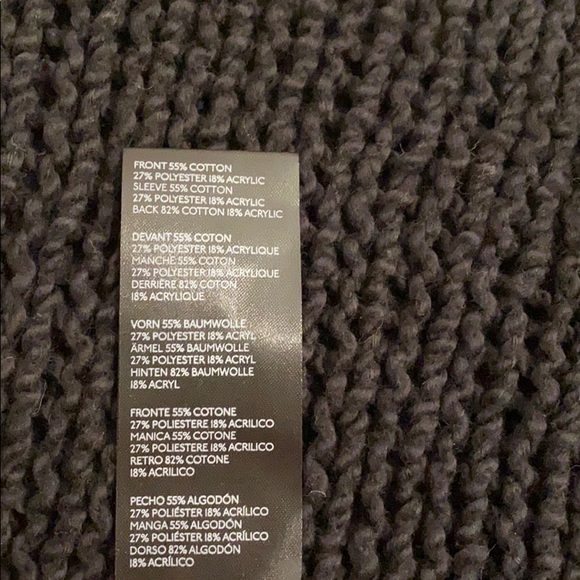 FRONT 55% COTTON
27% POLYESTER 18% ACRYLIC
SLEEVE 55% COTTON
27% POLYESTER 18% ACRYLIC
BACK 82% COTTON 18% ACRYLIC
DEVANT 55% COTON
27% POLYESTER 18% ACRYLIQUE
MANCHE 55% COTON
27% POLYESTER 18% ACRYLIQUE
DERRIÈRE 82% COTON
18% ACRYLIQUE
VORN 55% BAUMWOLLE
27% POLYESTER 18% ACRYL
ÄRMEL 55% BAUMWOLLE
27% POLYESTER 18% ACRYL
HINTEN 82% BAUMWOLLE
18% ACRYL
FRONTE 55% COTONE
27% POLIESTERE 18% ACRILICO
MANICA 55% COTONE
27% POLIESTERE 18% ACRILICO
RETRO 82% COTONE
18% ACRILICO
PECHO 55% ALGODÓN
27% POLIÉSTER 18% ACRÍLICO
MANGA 55% ALGODÓN
27% POLIÉSTER 18% ACRÍLICO
DORSO 82% ALGODÓN
18% ACRÍLICO